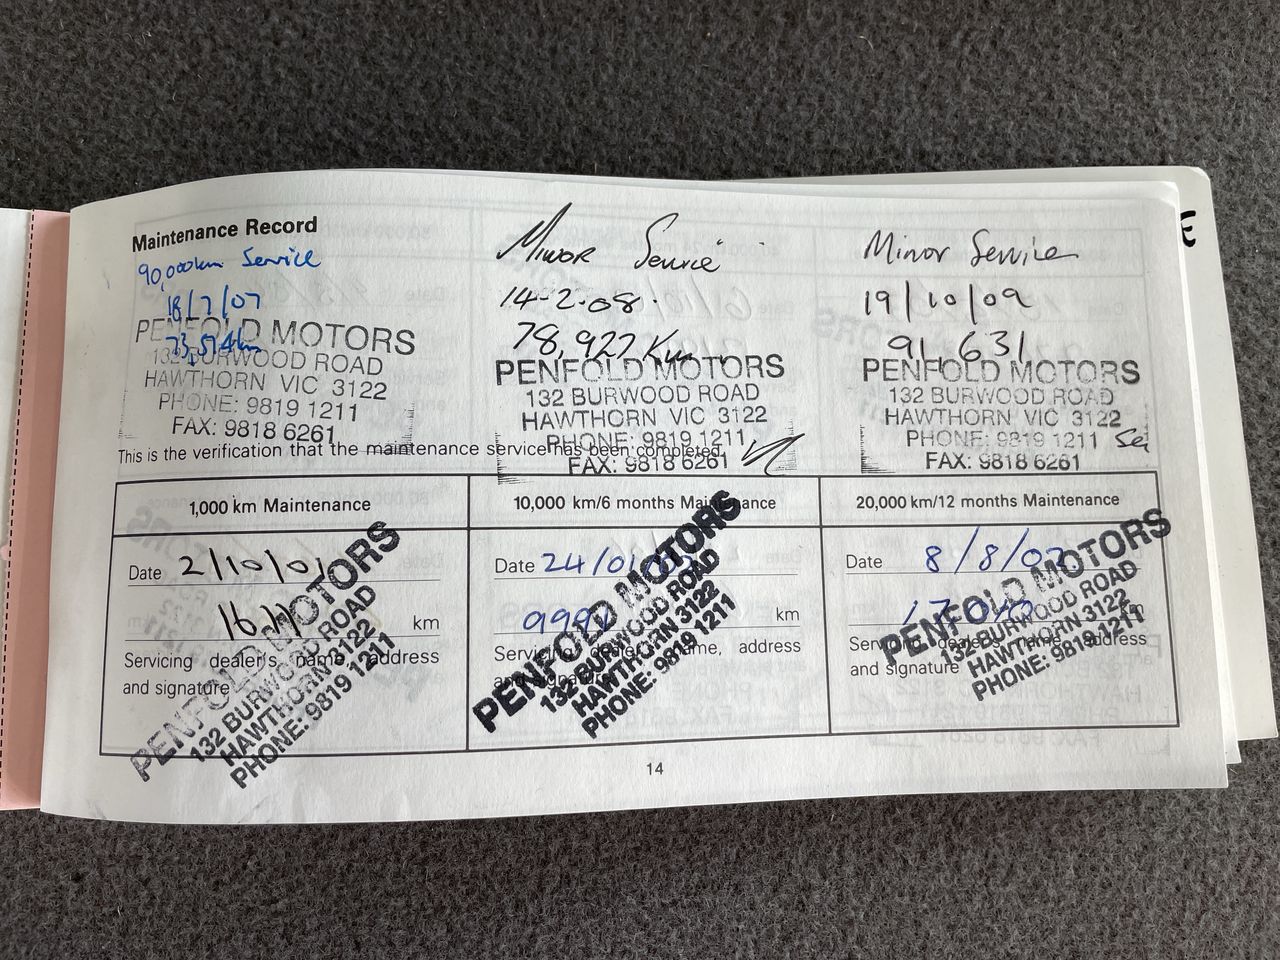 Maintenance Record
90,000km Service
18/7/07
73,514km
PENFOLD MOTORS
132 BURWOOD ROAD
HAWTHORN VIC 3122
PHONE: 9819 1211
FAX: 9818 6261
Minor Service
14-2-08.
78,927 Km
PENFOLD MOTORS
132 BURWOOD ROAD
HAWTHORN VIC 3122
PHONE: 9819 1211
FAX: 9818 6261
Minor Service
19/10/09
91,631
PENFOLD MOTORS
132 BURWOOD ROAD
HAWTHORN VIC 3122
PHONE: 9819 1211
FAX: 9818 6261
This is the verification that the maintenance service has been completed.
1,000 km Maintenance
Date 2/10/01
km
Servicing dealer's name, address
and signature
PENFOLD MOTORS
132 BURWOOD ROAD
HAWTHORN 3122
PHONE: 9819 1211
10,000 km/6 months Maintenance
Date 24/01/02
km
Servicing dealer's name, address
and signature
PENFOLD MOTORS
132 BURWOOD ROAD
HAWTHORN 3122
PHONE: 9819 1211
20,000 km/12 months Maintenance
Date 8/8/02
km
Servicing dealer's name, address
and signature
PENFOLD MOTORS
132 BURWOOD ROAD
HAWTHORN 3122
PHONE: 9819 1211
14
E